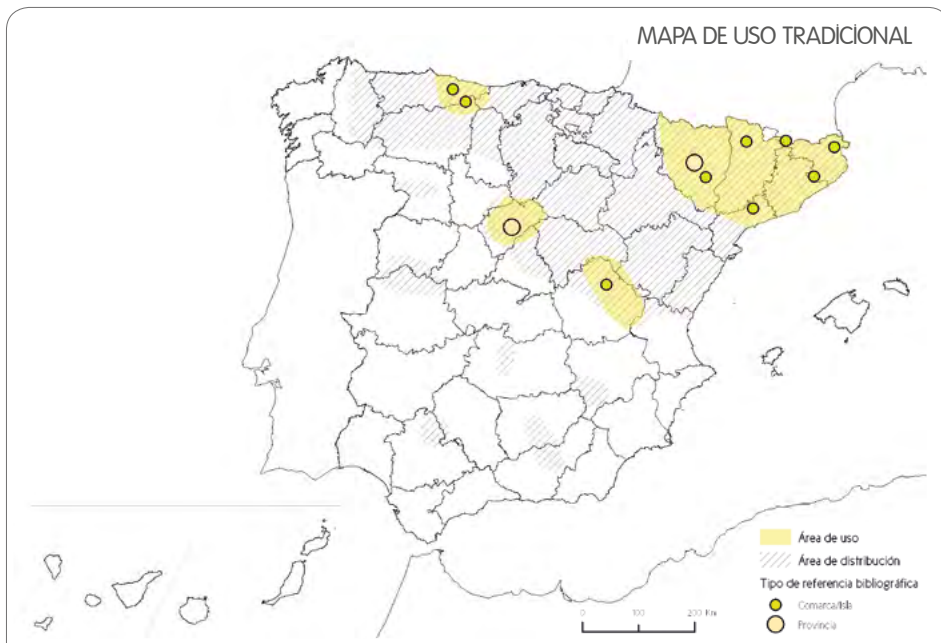 MAPA DE USO TRADICIONAL
Área de uso
Área de distribución
Tipo de referencia bibliográfica
Comarca/Isla
Provincia
0 100 200 Km